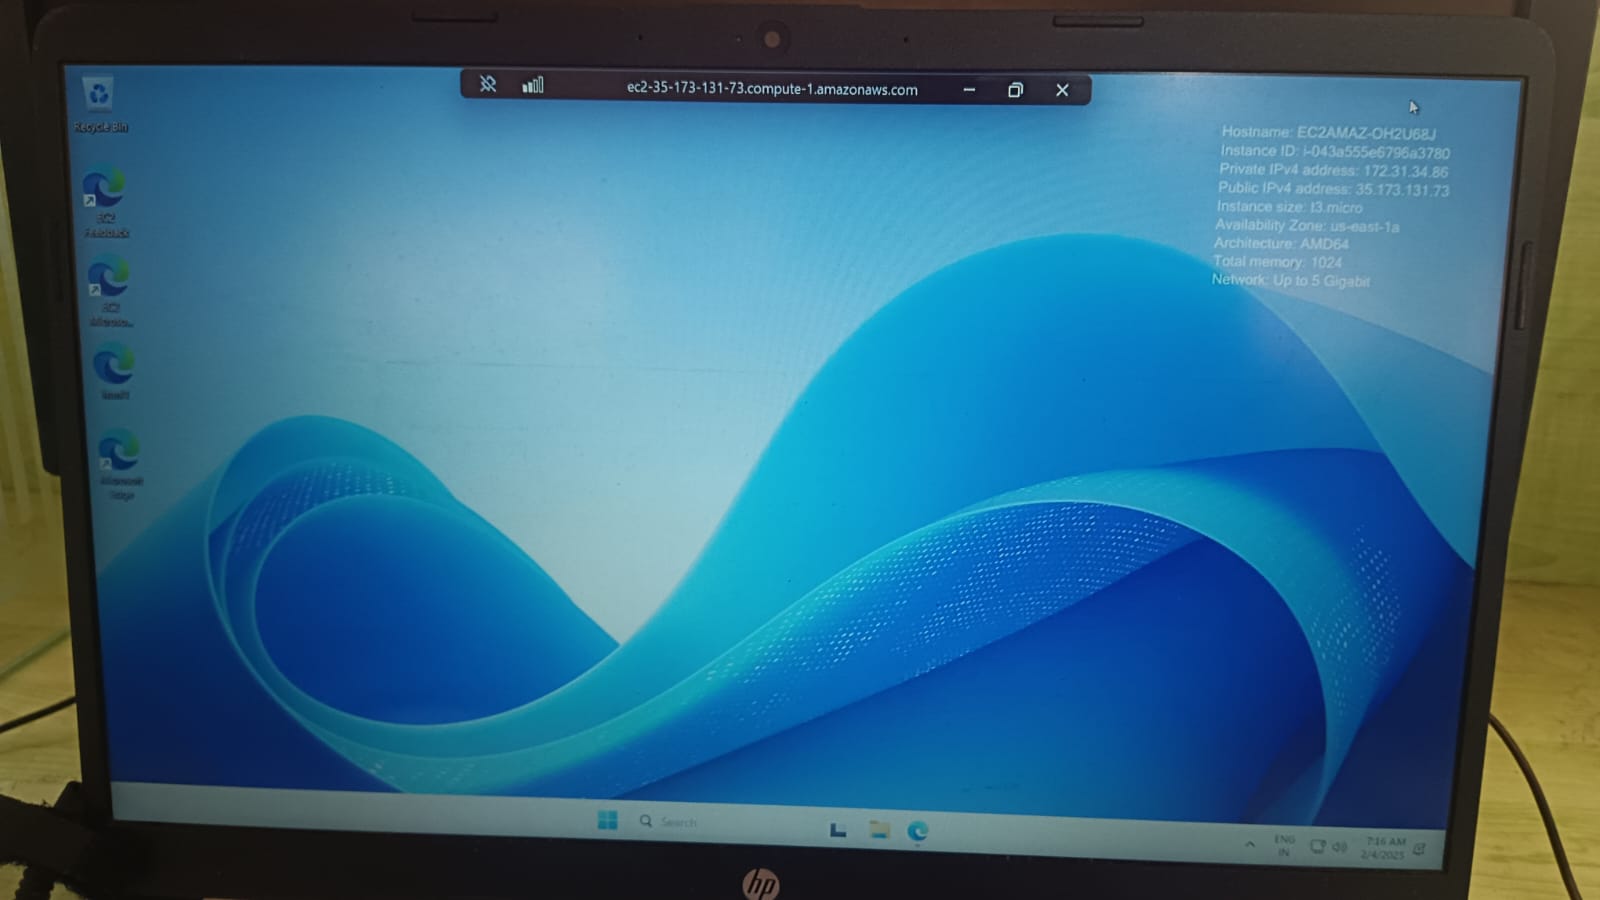 ec2-35-173-131-73.compute-1.amazonaws.com
Recycle Bin
Hostname: EC2AMAZ-OH2U68J
Instance ID: i-043a555e6796a3780
Private IPv4 address: 172.31.34.86
Public IPv4 address: 35.173.131.73
Instance size: t3.micro
Availability Zone: us-east-1a
Architecture: AMD64
Total memory: 1024
Network: Up to 5 Gigabit
EC2
Feedback
EC2
Microso...
Microsoft
Edge
Search
ENG
IN
7:16 AM
2/4/2025
hp